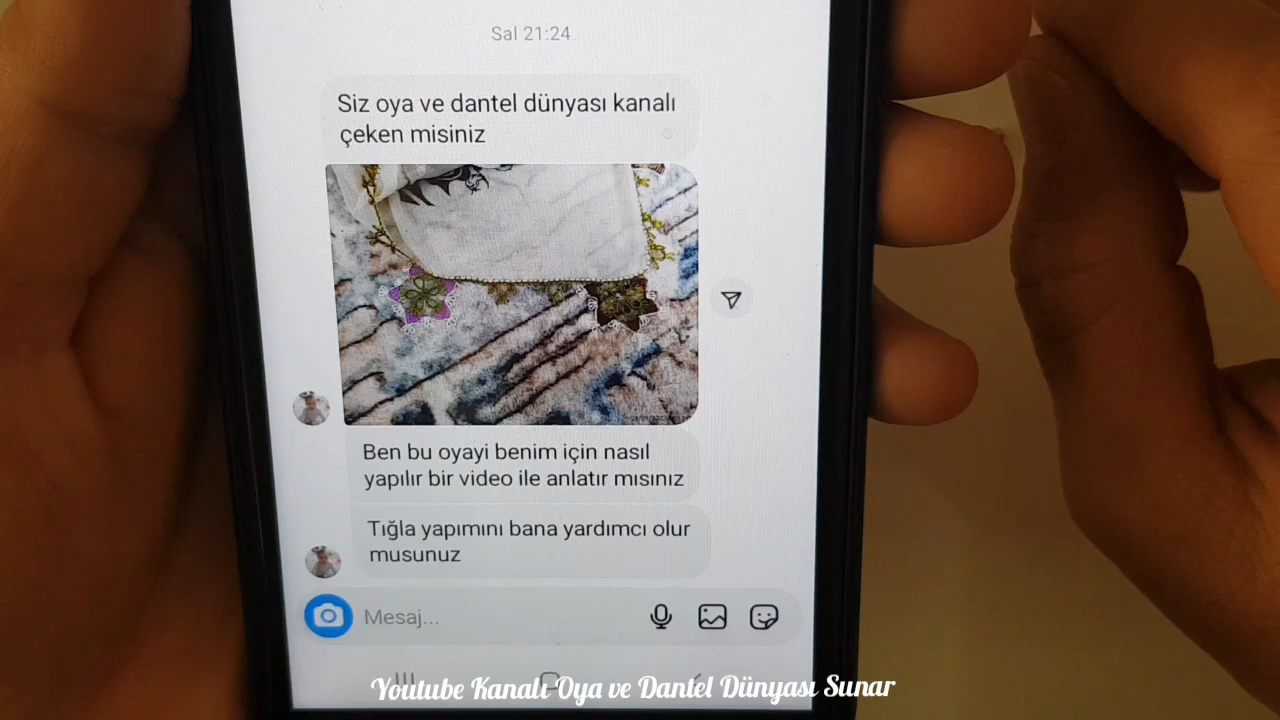 Sal 21:24
Siz oya ve dantel dünyası kanalı
çeken misiniz
Ben bu oyayi benim için nasıl
yapılır bir video ile anlatır mısınız
Tığla yapımını bana yardımcı olur
musunuz
Mesaj...
Youtube Kanalı Oya ve Dantel Dünyası Sunar